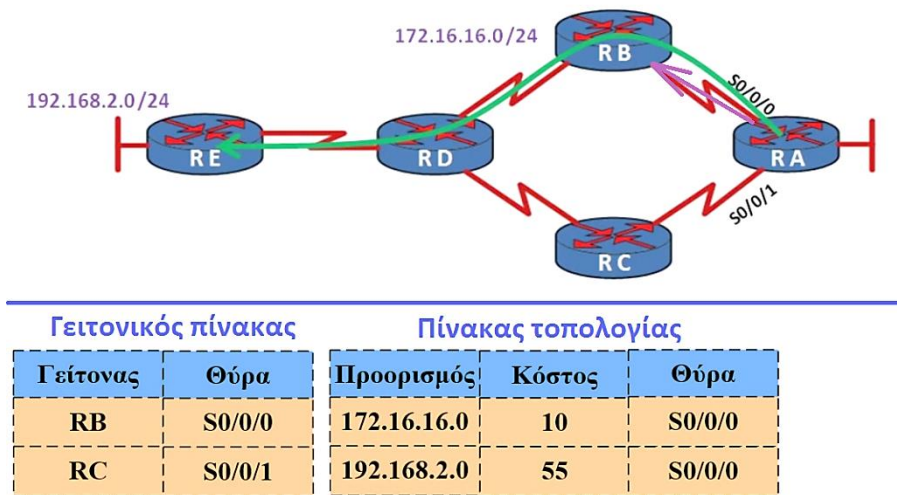 172.16.16.0/24
RB
192.168.2.0/24
S0/0/0
RE
RD
RA
S0/0/1
RC
Γειτονικός πίνακας
Πίνακας τοπολογίας
Γείτονας Θύρα
Προορισμός Κόστος Θύρα
RB S0/0/0
172.16.16.0 10 S0/0/0
RC S0/0/1
192.168.2.0 55 S0/0/0